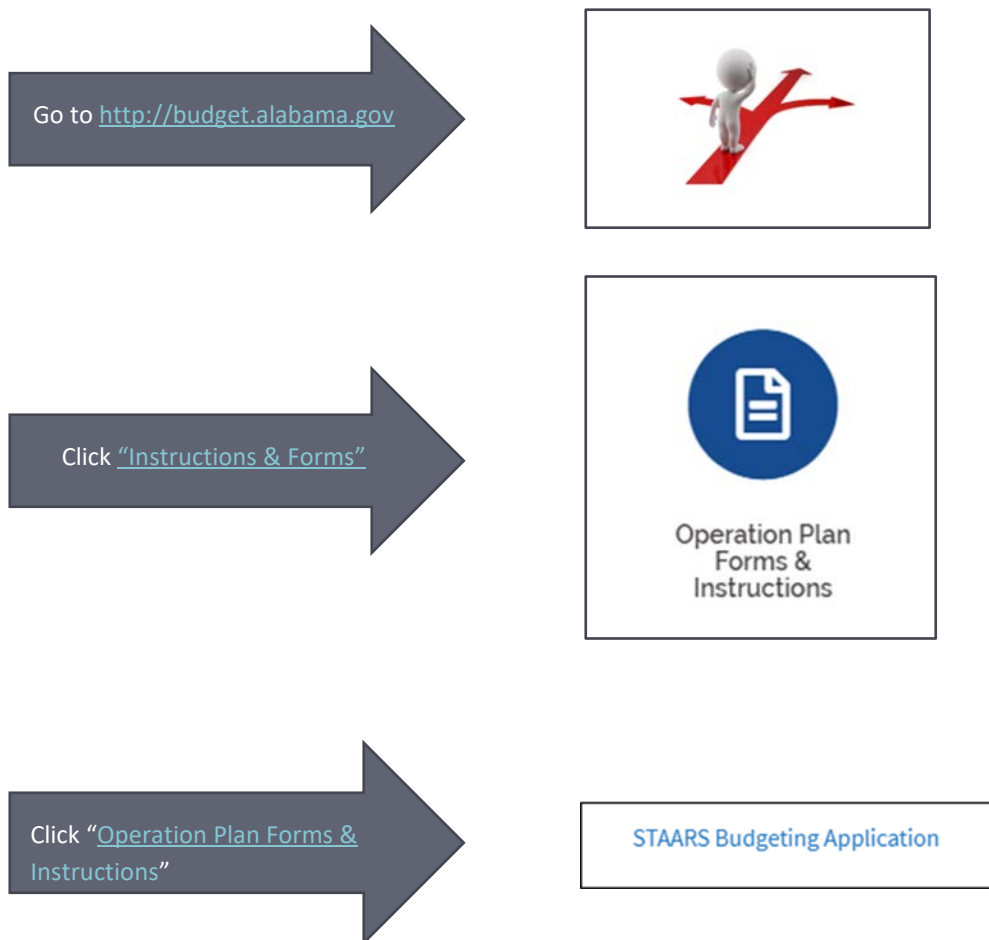 Go to http://budget.alabama.gov
Click “Instructions & Forms”
Operation Plan
Forms &
Instructions
Click “Operation Plan Forms &
Instructions”
STAARS Budgeting Application